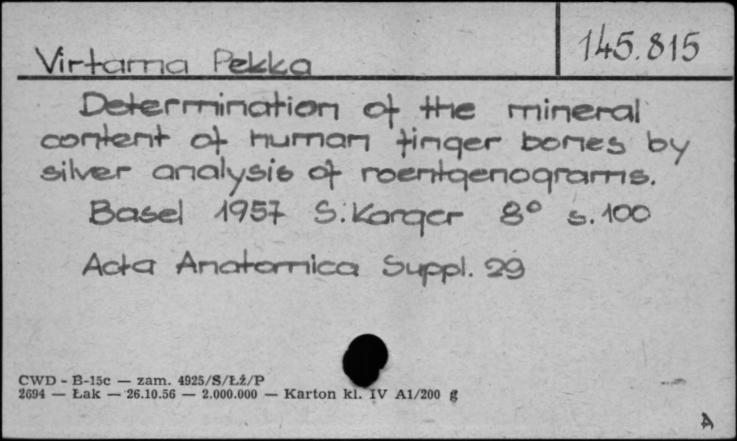 Virtama Pekka
145.815
Determination of the mineral
content of human finger bones by
silver analysis of roentgenograms.
Basel 1957 S. Karger 8° s. 100
Acta Anatomica Suppl. 29
CWD - B-15c — zam. 4925/S/Łż/P
2694 — Łak — 26.10.56 — 2.000.000 — Karton kl. IV A1/200 g
A